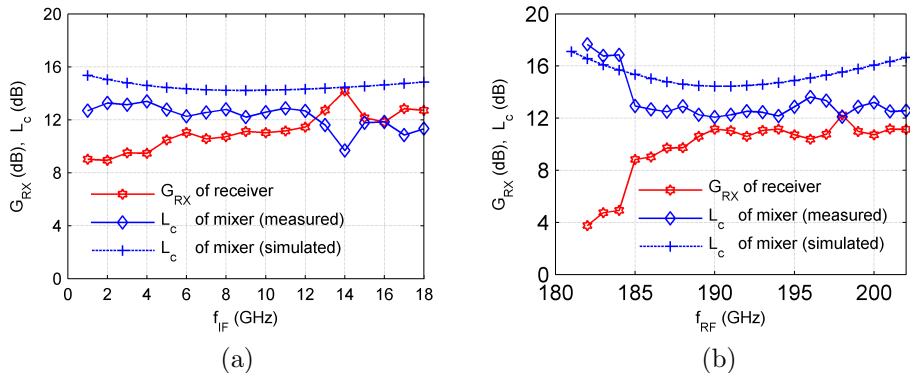 20
16
12
8
4
0
G_RX (dB), L_c (dB)
G_RX of receiver
L_c of mixer (measured)
L_c of mixer (simulated)
0 2 4 6 8 10 12 14 16 18
f_IF (GHz)
(a)
20
16
12
8
4
0
G_RX (dB), L_c (dB)
G_RX of receiver
L_c of mixer (measured)
L_c of mixer (simulated)
180 185 190 195 200
f_RF (GHz)
(b)